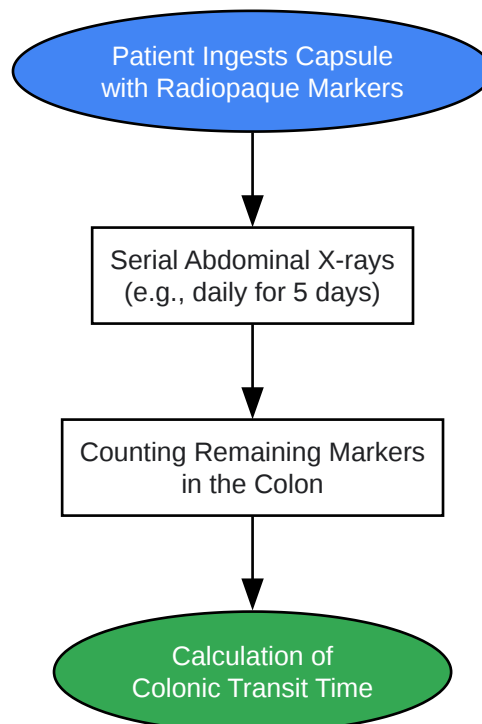 Patient Ingests Capsule
with Radiopaque Markers
Serial Abdominal X-rays
(e.g., daily for 5 days)
Counting Remaining Markers
in the Colon
Calculation of
Colonic Transit Time